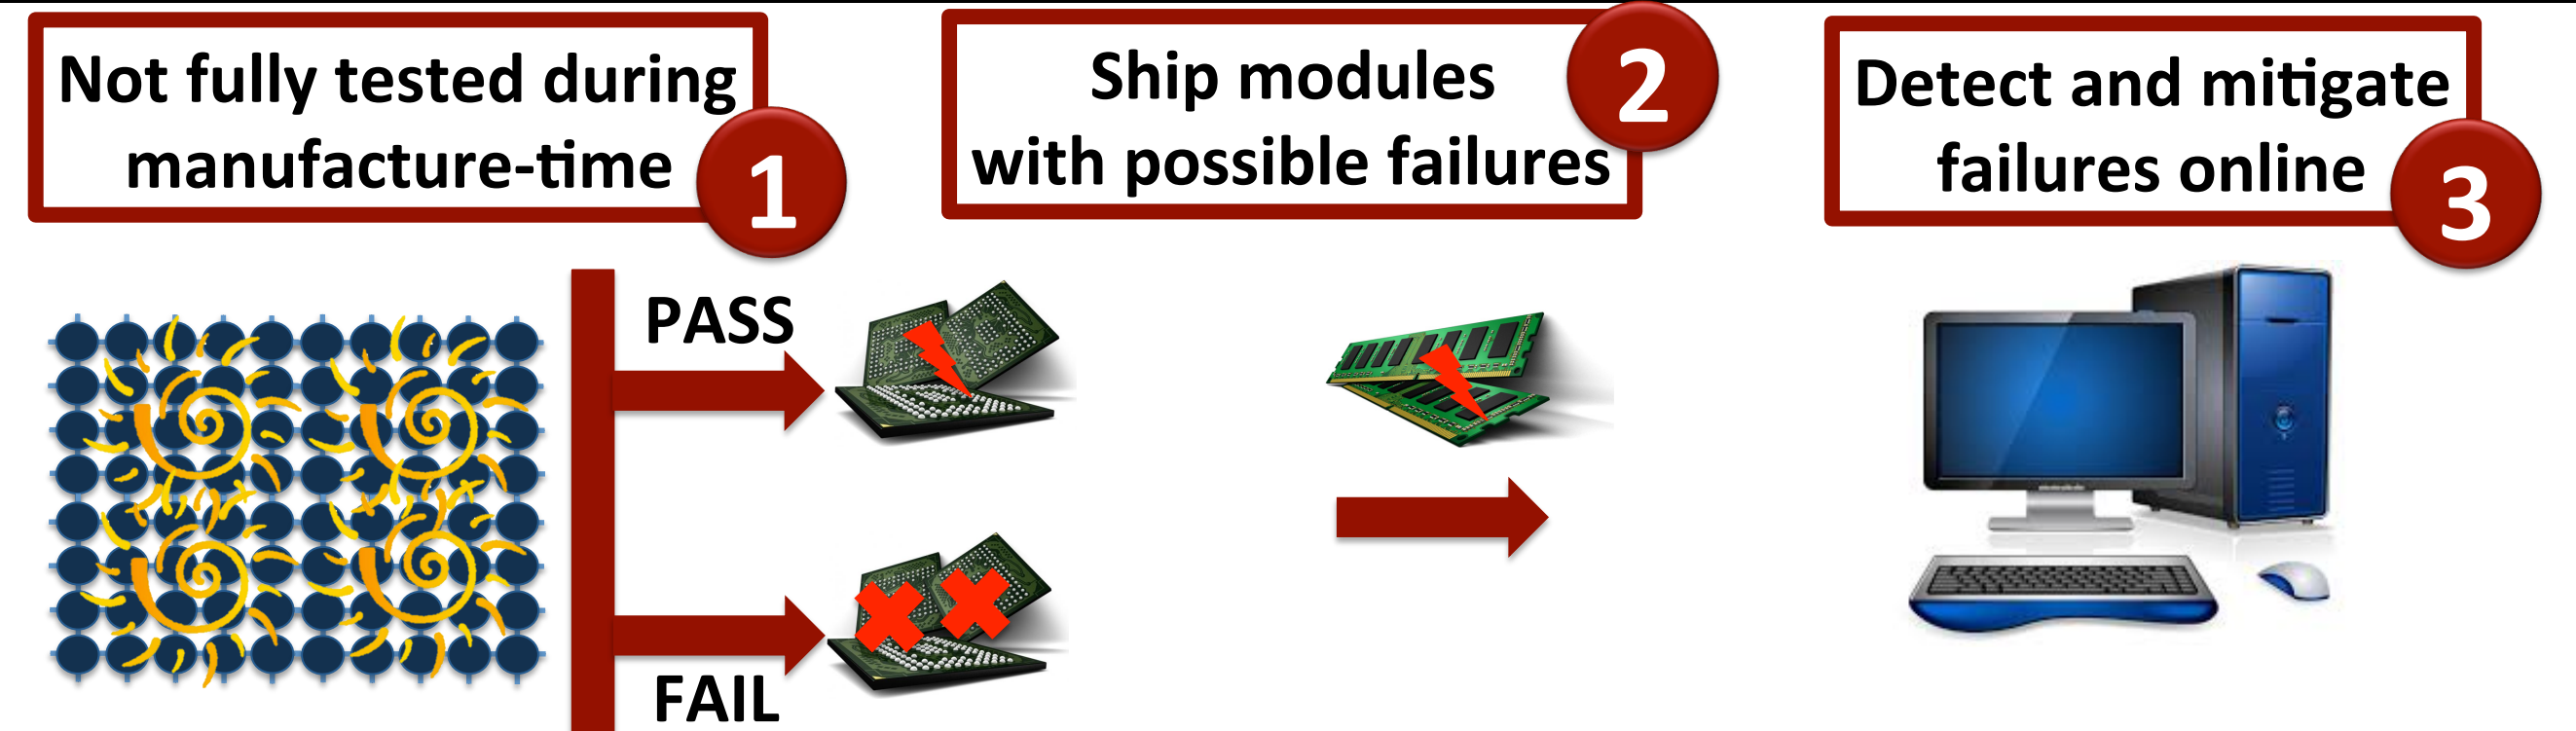 Not fully tested during
manufacture-time
1
Ship modules
with possible failures
2
Detect and mitigate
failures online
3
PASS
FAIL